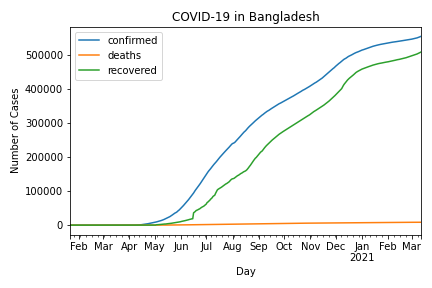 COVID-19 in Bangladesh
confirmed
deaths
recovered
Number of Cases
500000
400000
300000
200000
100000
0
Feb Mar Apr May Jun Jul Aug Sep Oct Nov Dec Jan Feb Mar
2021
Day